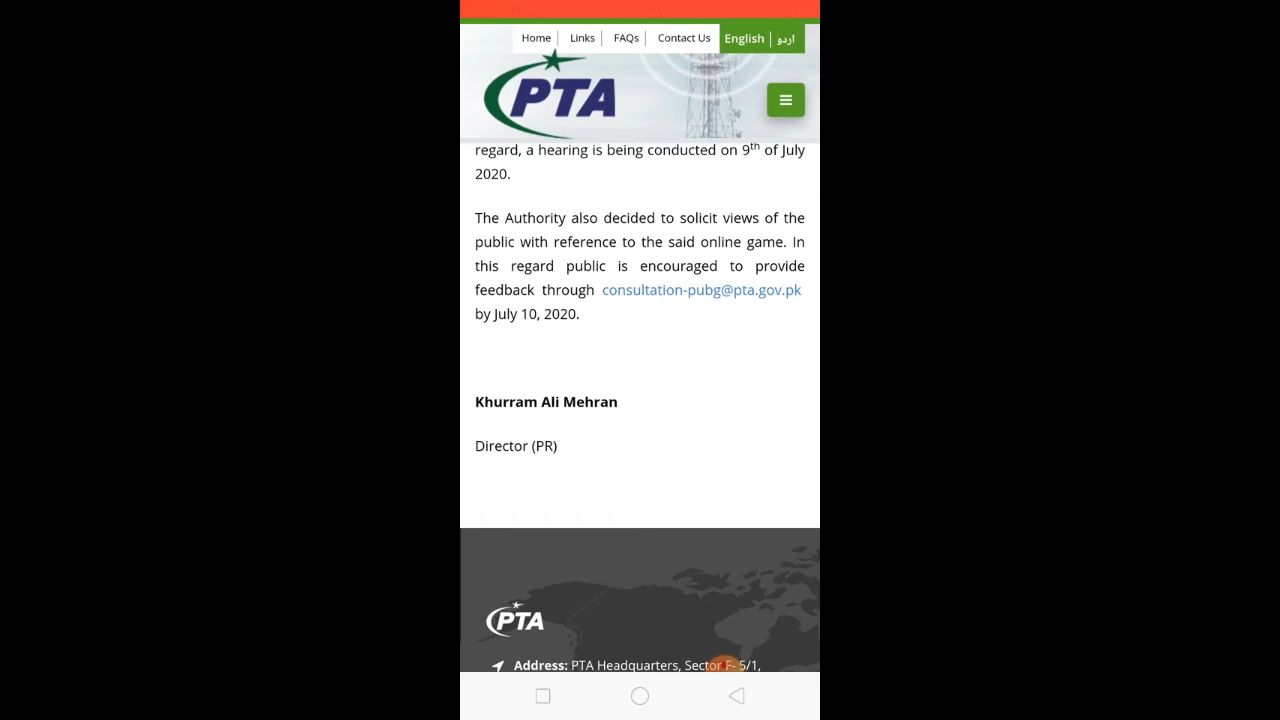 Home | Links | FAQs | Contact Us English | اردو
PTA
regard, a hearing is being conducted on 9th of July
2020.
The Authority also decided to solicit views of the
public with reference to the said online game. In
this regard public is encouraged to provide
feedback through consultation-pubg@pta.gov.pk
by July 10, 2020.
Khurram Ali Mehran
Director (PR)
PTA
Address: PTA Headquarters, Sector F- 5/1,